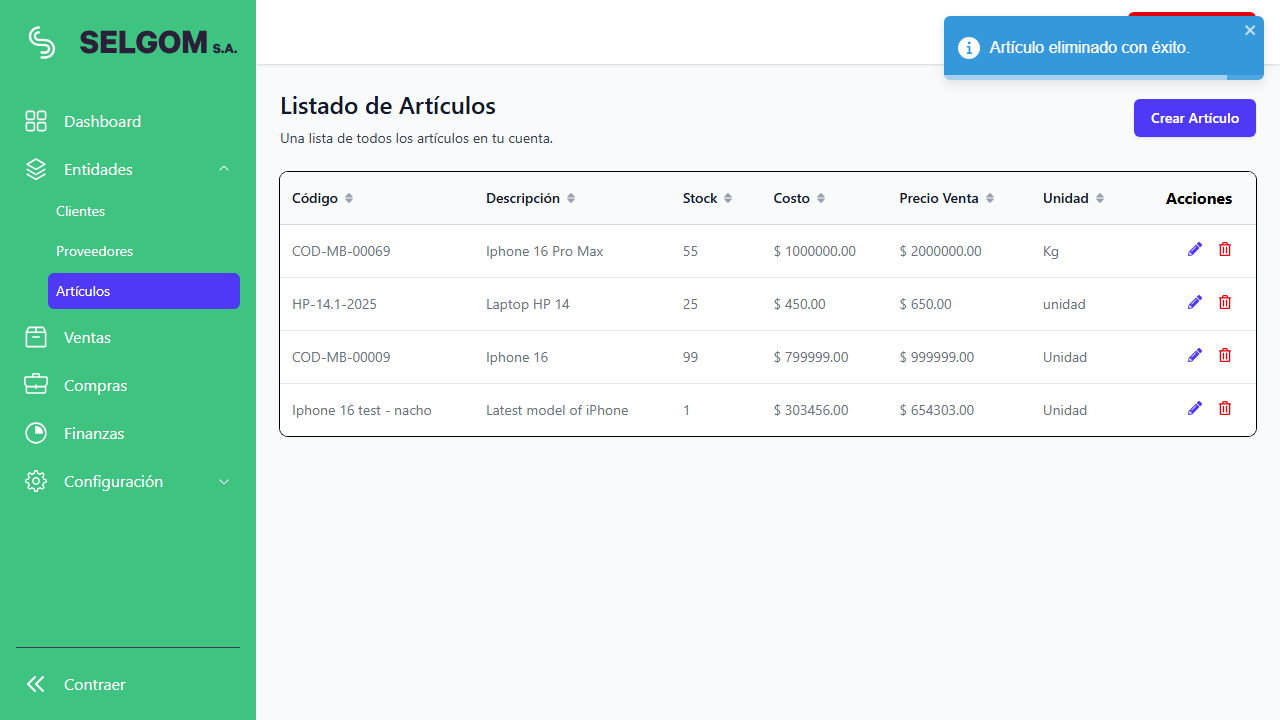 SELGOM S.A.
Artículo eliminado con éxito.
Dashboard
Entidades
Clientes
Proveedores
Artículos
Ventas
Compras
Finanzas
Configuración
Contraer
Listado de Artículos
Una lista de todos los artículos en tu cuenta.
Crear Artículo
Código Descripción Stock Costo Precio Venta Unidad Acciones
COD-MB-00069 Iphone 16 Pro Max 55 $ 1000000.00 $ 2000000.00 Kg
HP-14.1-2025 Laptop HP 14 25 $ 450.00 $ 650.00 unidad
COD-MB-00009 Iphone 16 99 $ 799999.00 $ 999999.00 Unidad
Iphone 16 test - nacho Latest model of iPhone 1 $ 303456.00 $ 654303.00 Unidad